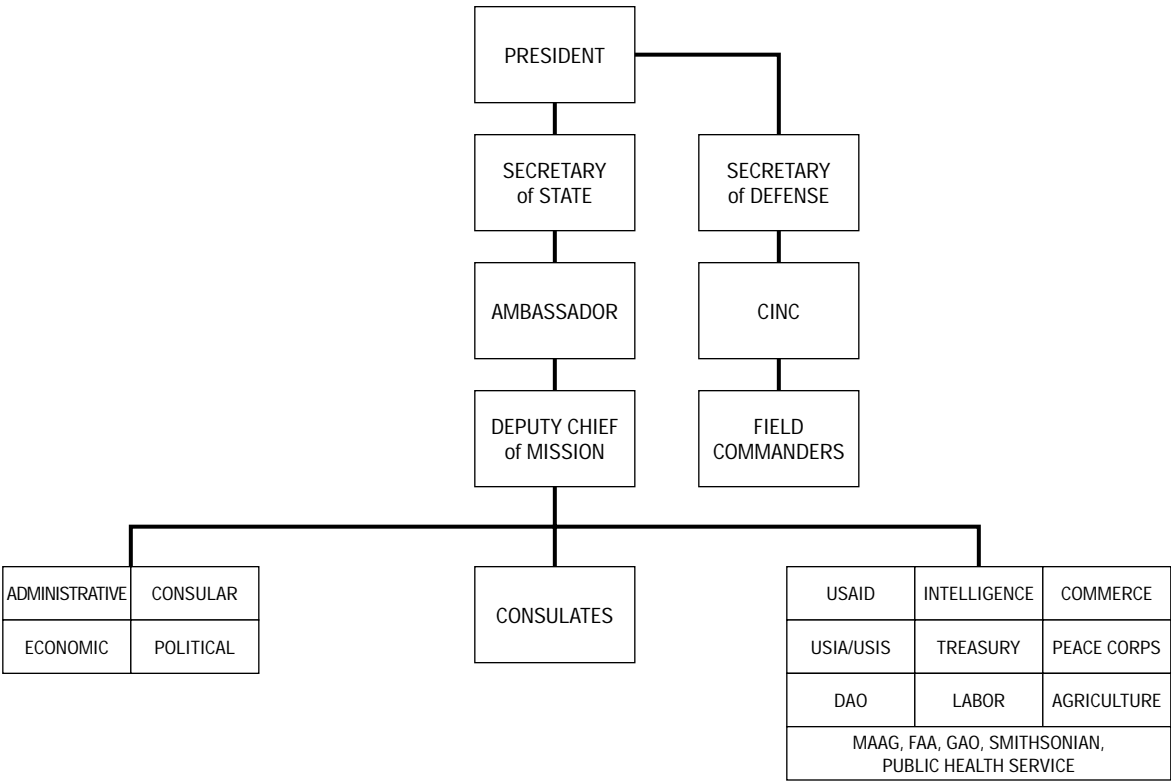 PRESIDENT
SECRETARY
of STATE
SECRETARY
of DEFENSE
AMBASSADOR
CINC
DEPUTY CHIEF
of MISSION
FIELD
COMMANDERS
ADMINISTRATIVE
CONSULAR
ECONOMIC
POLITICAL
CONSULATES
USAID
INTELLIGENCE
COMMERCE
USIA/USIS
TREASURY
PEACE CORPS
DAO
LABOR
AGRICULTURE
MAAG, FAA, GAO, SMITHSONIAN,
PUBLIC HEALTH SERVICE